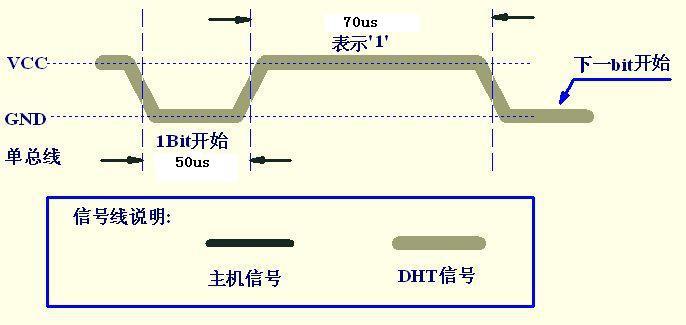 70us
表示'1'
VCC
下一bit开始
GND
1Bit开始
单总线
50us
信号线说明:
主机信号
DHT信号